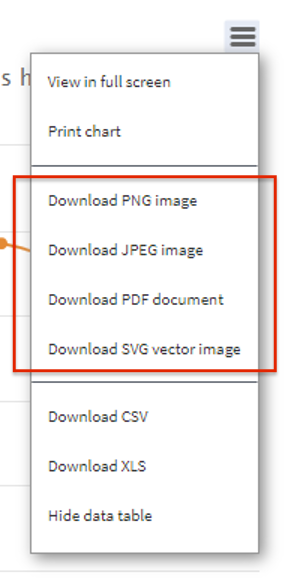 s h
View in full screen
Print chart
Download PNG image
Download JPEG image
Download PDF document
Download SVG vector image
Download CSV
Download XLS
Hide data table